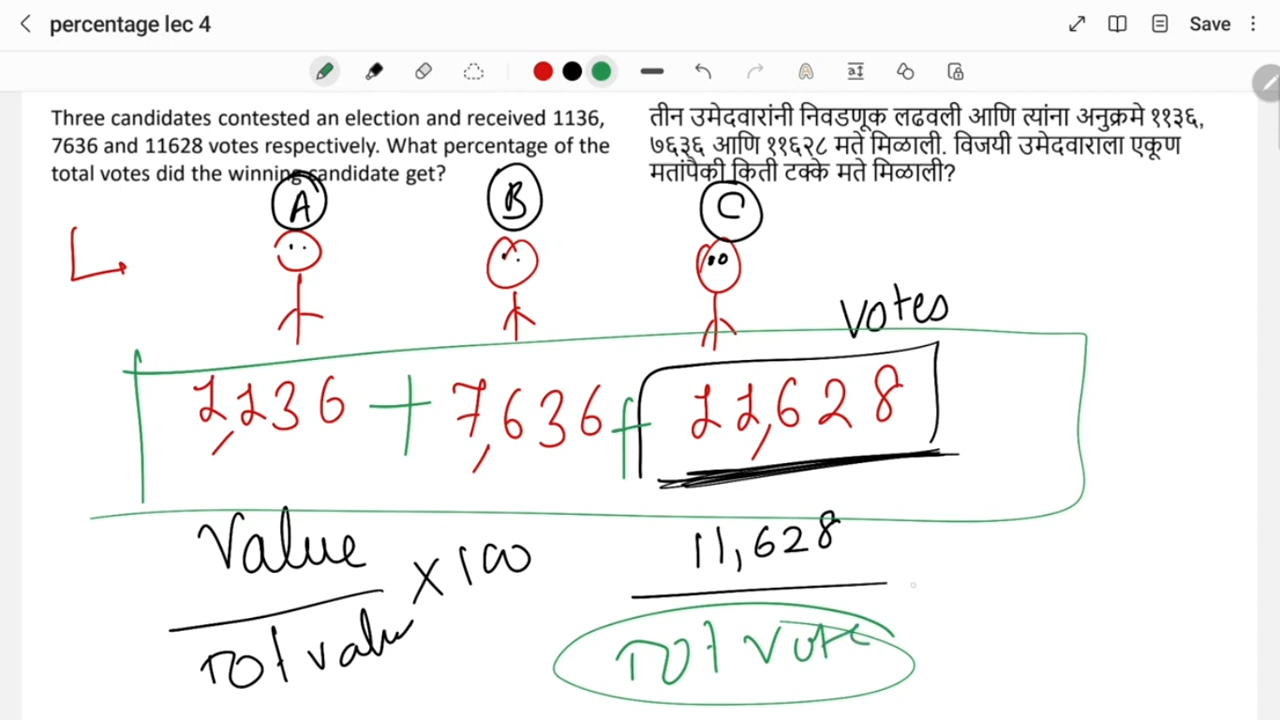 percentage lec 4
Save
Three candidates contested an election and received 1136,
7636 and 11628 votes respectively. What percentage of the
total votes did the winning candidate get?
तीन उमेदवारांनी निवडणूक लढवली आणि त्यांना अनुक्रमे ११३६,
७६३६ आणि ११६२८ मते मिळाली. विजयी उमेदवाराला एकूण
मतांपैकी किती टक्के मते मिळाली?
A B C
votes
1,136 + 7,636 + 11,628
Value
Tot value × 100
11,628
Tot vote